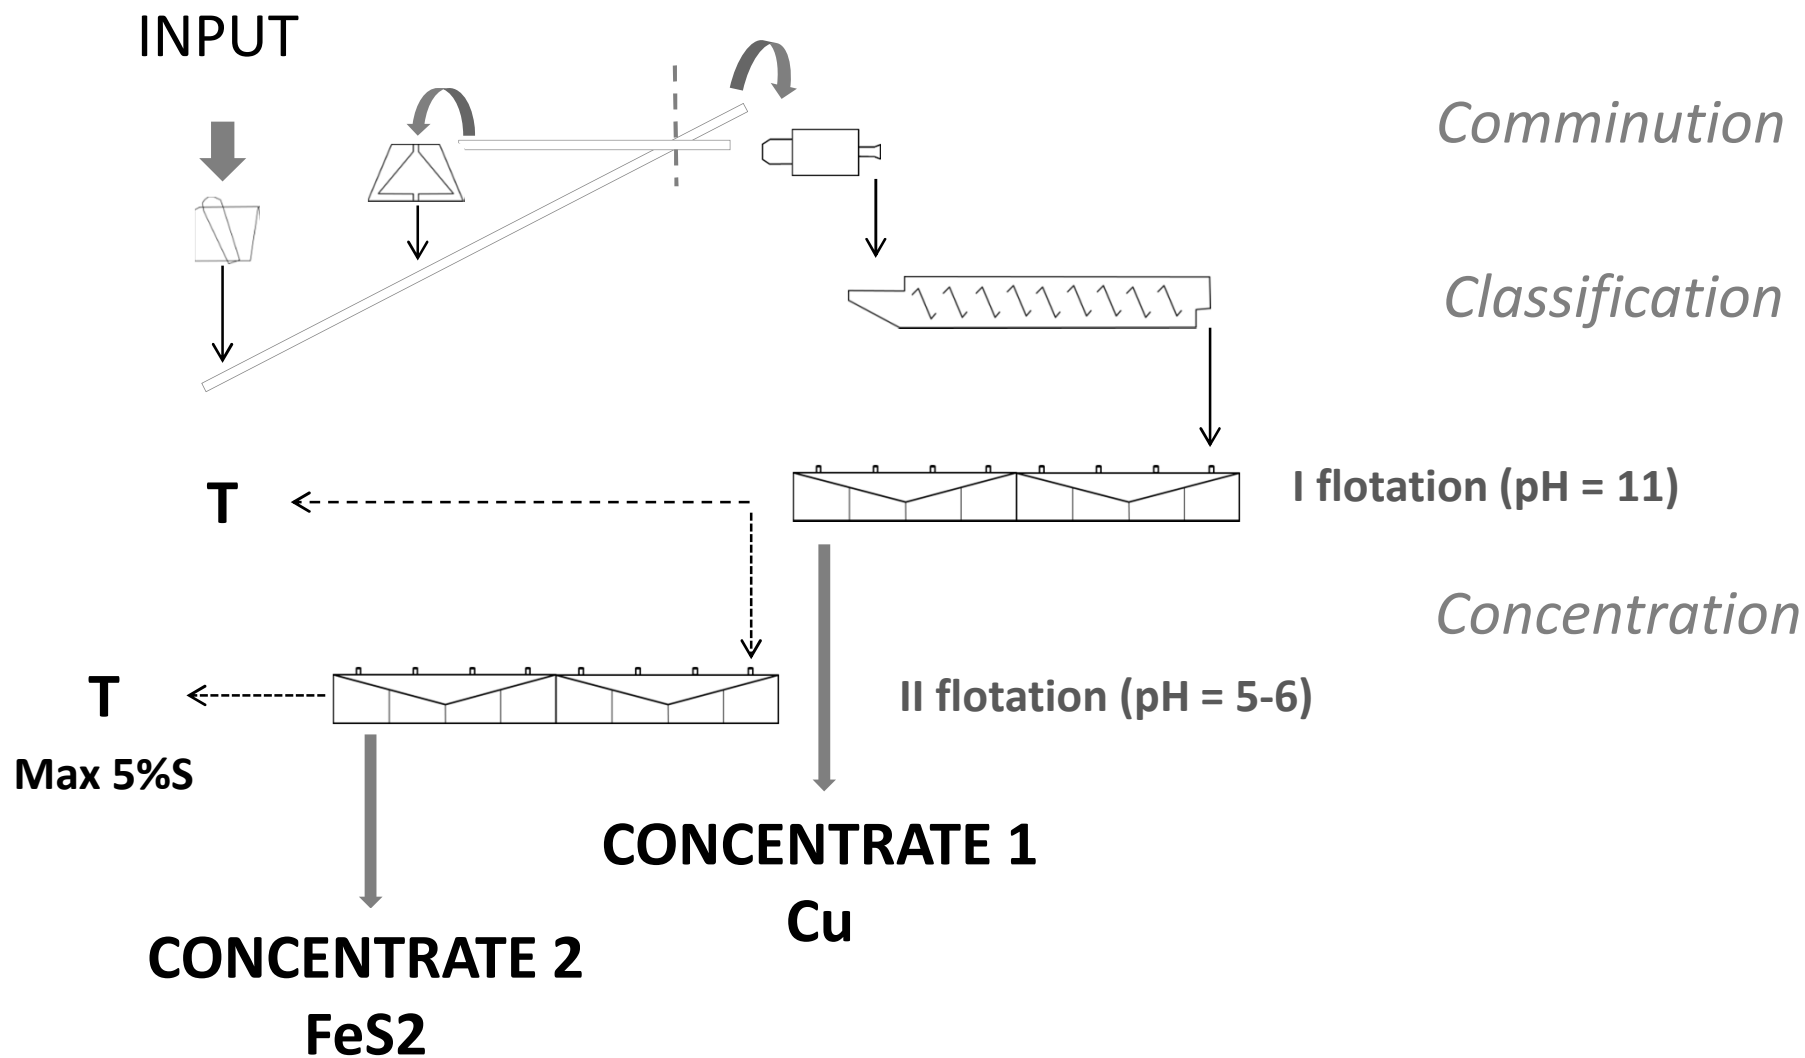 INPUT
Comminution
Classification
T
I flotation (pH = 11)
Concentration
T
II flotation (pH = 5-6)
Max 5%S
CONCENTRATE 1
Cu
CONCENTRATE 2
FeS2